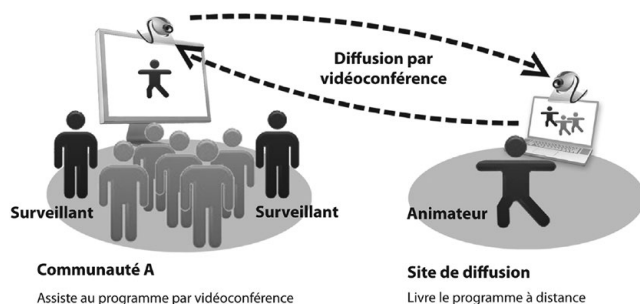 Diffusion par
vidéoconférence
Surveillant
Surveillant
Animateur
Communauté A
Assiste au programme par vidéoconférence
Site de diffusion
Livre le programme à distance